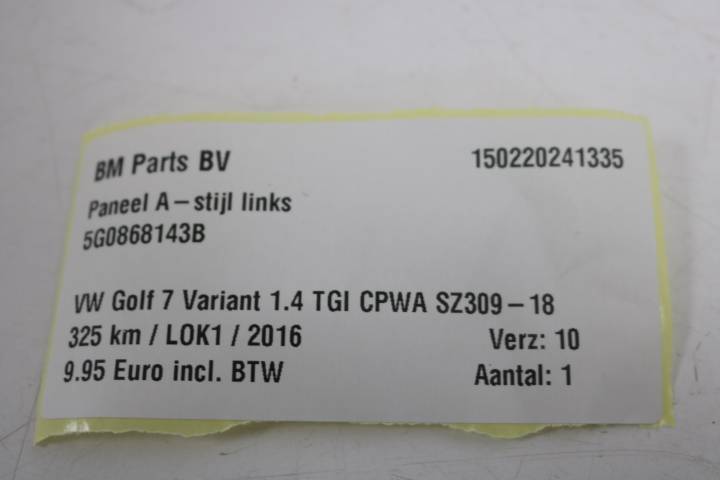 BM Parts BV 150220241335
Paneel A-stijl links
5G0868143B
VW Golf 7 Variant 1.4 TGI CPWA SZ309-18
325 km / LOK1 / 2016 Verz: 10
9.95 Euro incl. BTW Aantal: 1